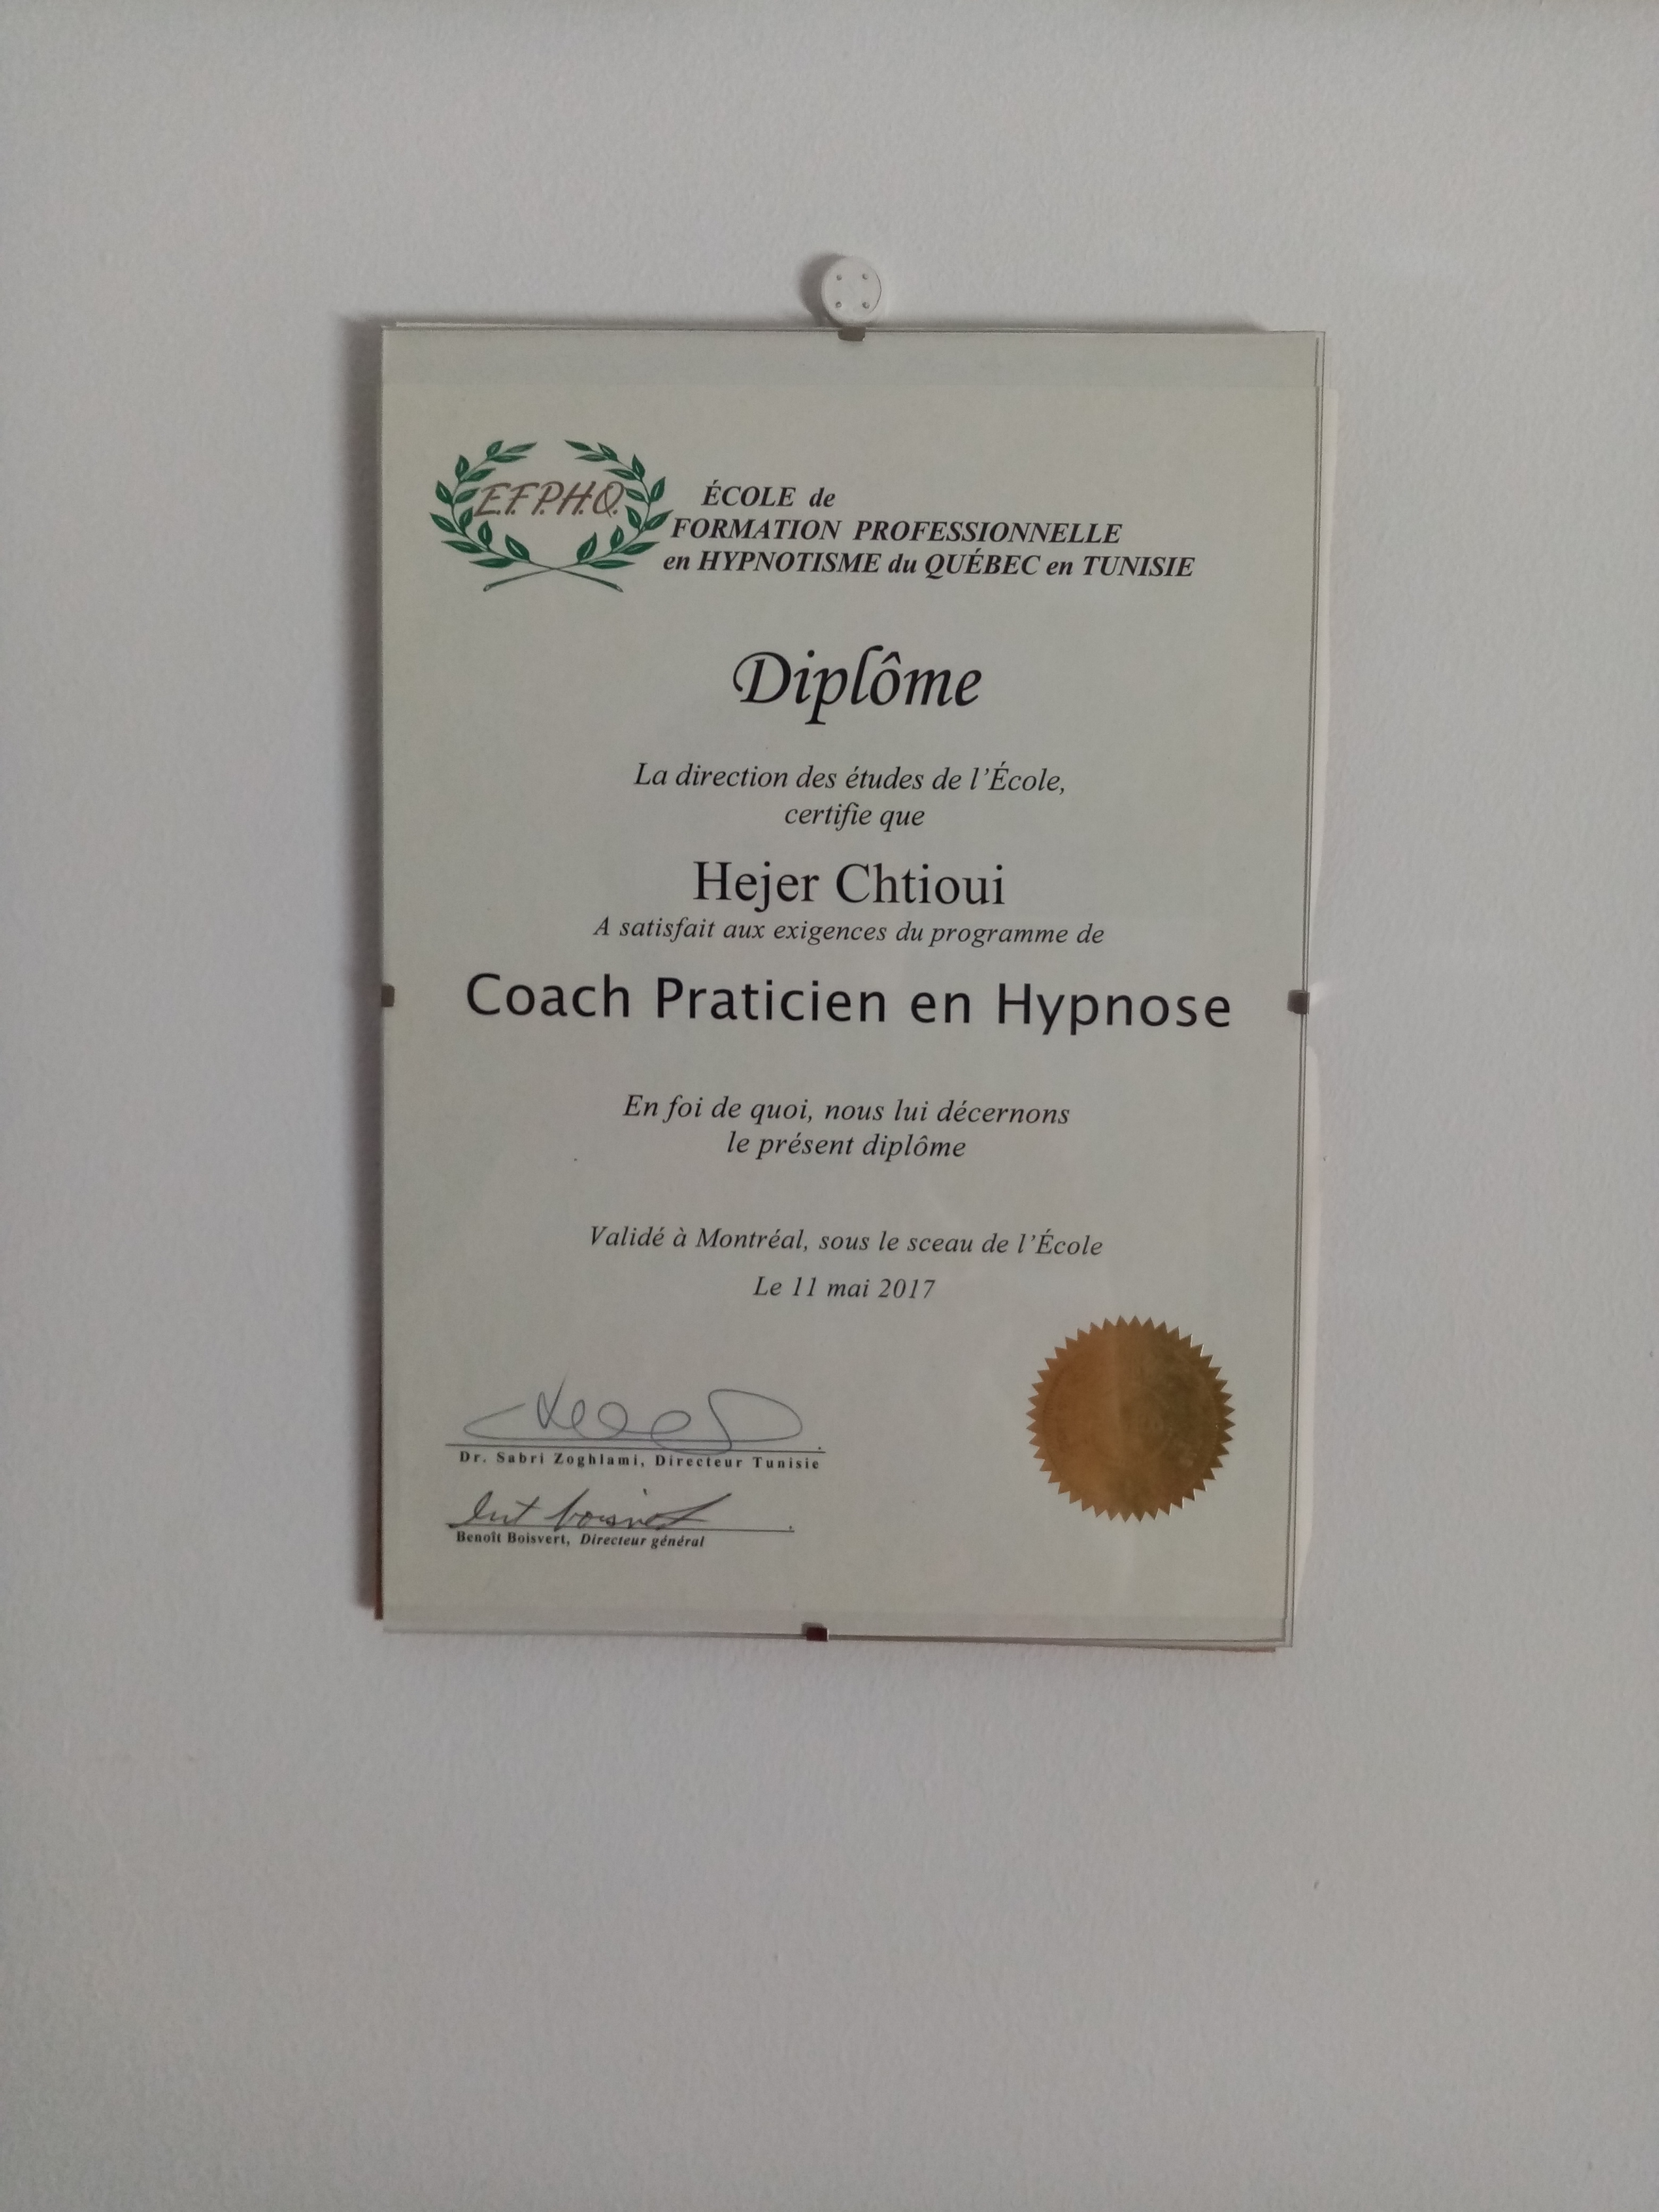 E.F.P.H.Q.
ÉCOLE de
FORMATION PROFESSIONNELLE
en HYPNOTISME du QUÉBEC en TUNISIE
Diplôme
La direction des études de l'École,
certifie que
Hejer Chtioui
A satisfait aux exigences du programme de
Coach Praticien en Hypnose
En foi de quoi, nous lui décernons
le présent diplôme
Validé à Montréal, sous le sceau de l'École
Le 11 mai 2017
Dr. Sabri Zoghlami, Directeur Tunisie
Benoît Boisvert, Directeur général